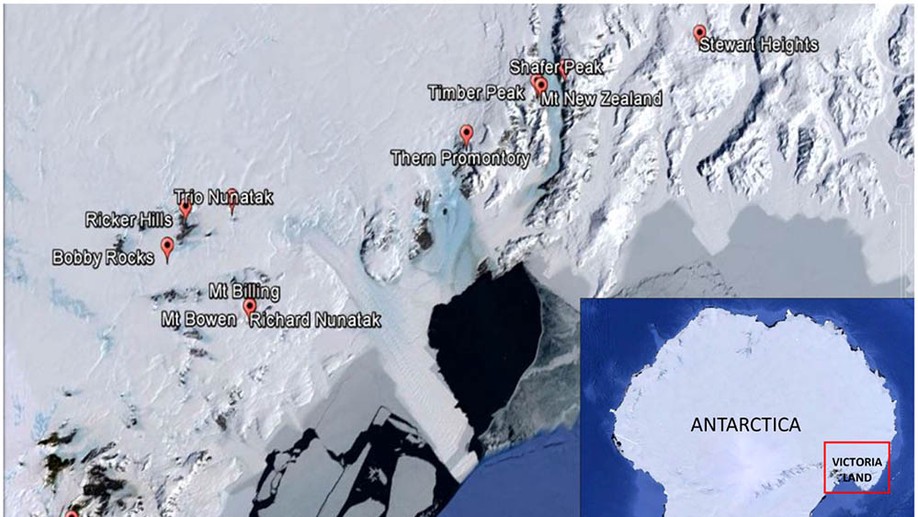 Stewart Heights
Shafer Peak
Timber Peak
Mt New Zealand
Thern Promontory
Trio Nunatak
Ricker Hills
Bobby Rocks
Mt Billing
Mt Bowen
Richard Nunatak
ANTARCTICA
VICTORIA
LAND